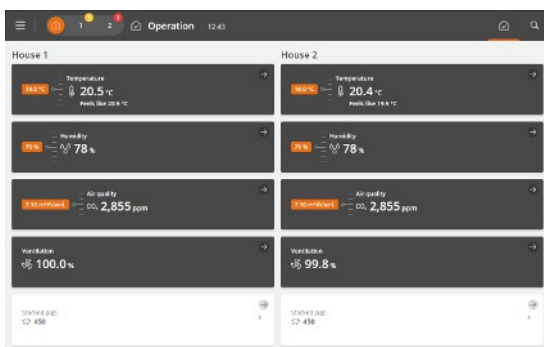 1 2 Operation 12:43
House 1
Temperature
18.0 °C 20.5 °C
Feels like 20.5 °C
Humidity
75 % 78 %
Air quality
CO₂ 2,855 ppm
Ventilation
100.0 %
Stocked pigs
450
House 2
Temperature
18.0 °C 20.4 °C
Feels like 19.5 °C
Humidity
75 % 78 %
Air quality
CO₂ 2,855 ppm
Ventilation
99.8 %
Stocked pigs
450